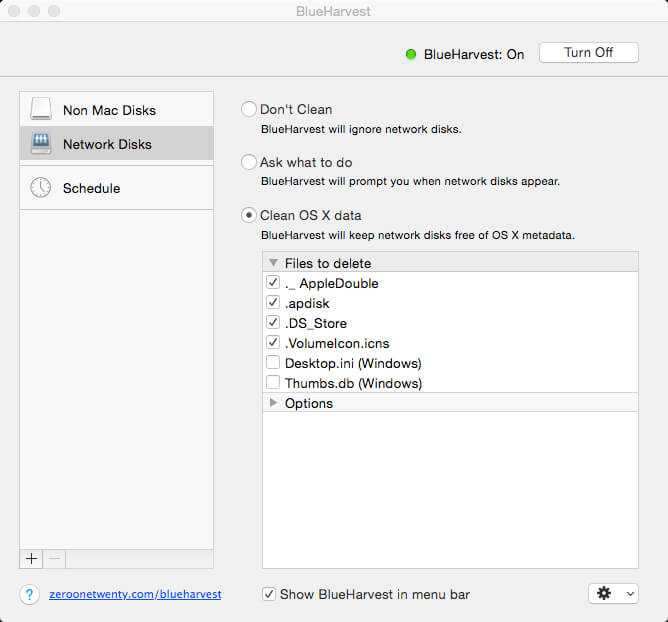 BlueHarvest
BlueHarvest: On
Turn Off
Non Mac Disks
Network Disks
Schedule
Don't Clean
BlueHarvest will ignore network disks.
Ask what to do
BlueHarvest will prompt you when network disks appear.
Clean OS X data
BlueHarvest will keep network disks free of OS X metadata.
Files to delete
._ AppleDouble
.apdisk
.DS_Store
.VolumeIcon.icns
Desktop.ini (Windows)
Thumbs.db (Windows)
Options
?
zeroonetwenty.com/blueharvest
Show BlueHarvest in menu bar